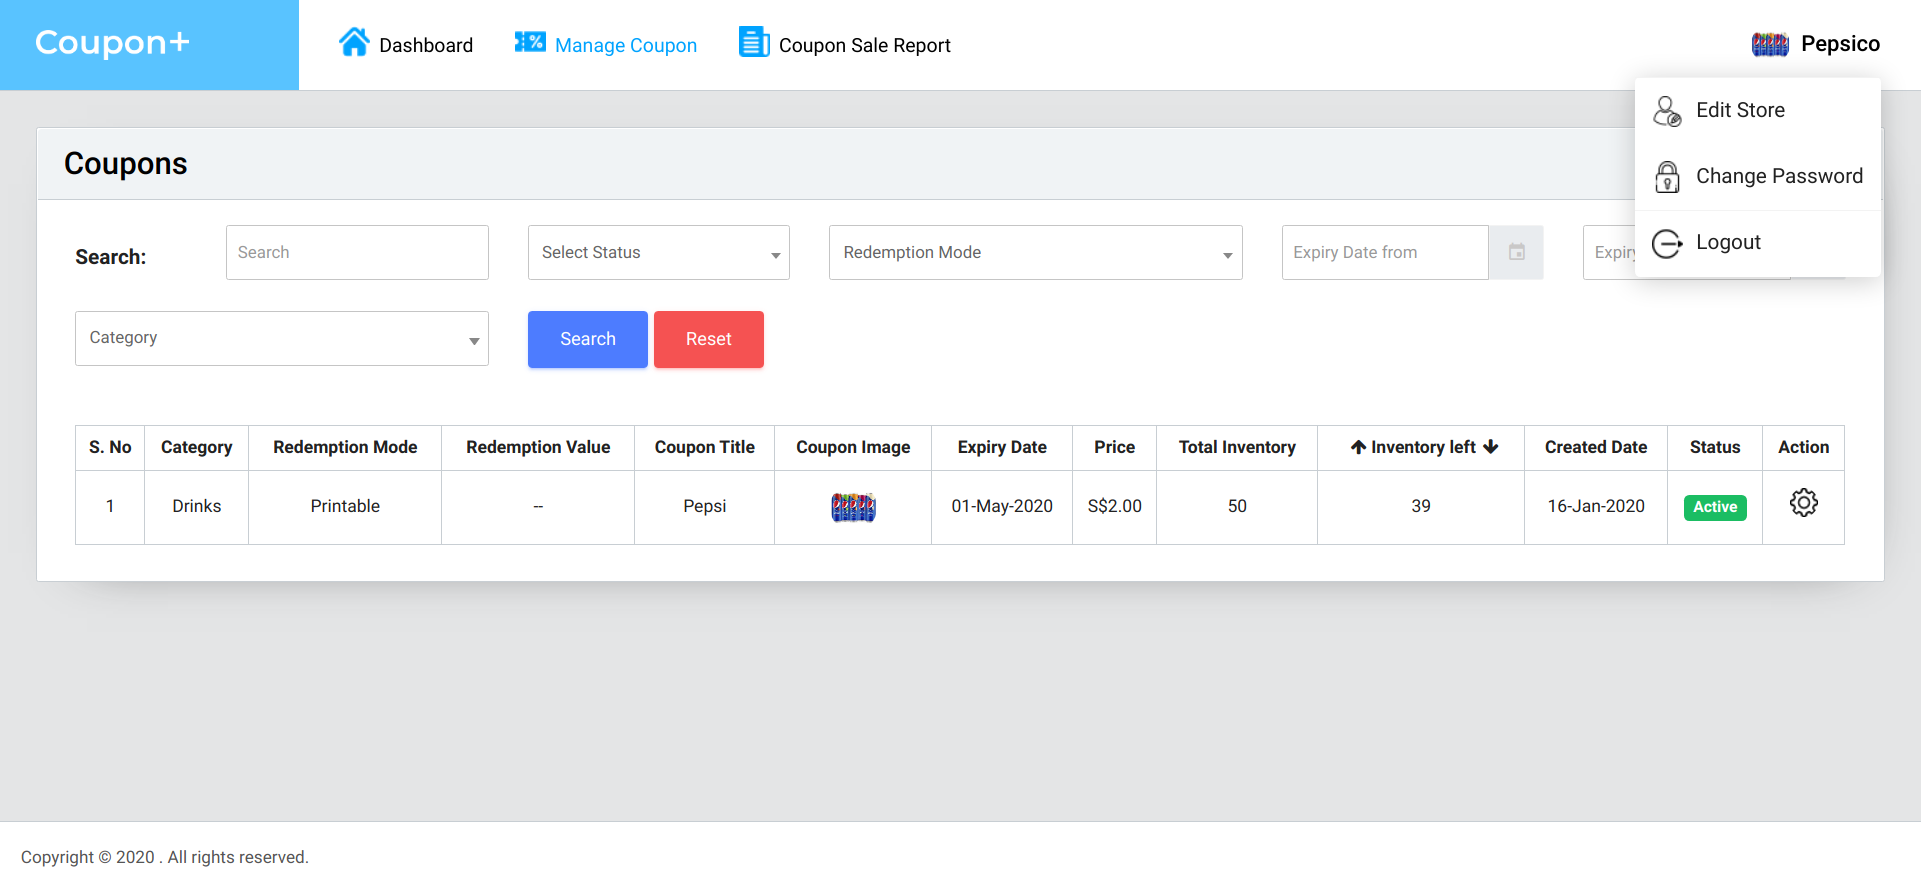 Coupon+
Dashboard
Manage Coupon
Coupon Sale Report
Pepsico
Edit Store
Change Password
Logout
Coupons
Search:
Search
Select Status
Redemption Mode
Expiry Date from
Category
Search
Reset
S. No Category Redemption Mode Redemption Value Coupon Title Coupon Image Expiry Date Price Total Inventory Inventory left Created Date Status Action
1 Drinks Printable -- Pepsi 01-May-2020 S$2.00 50 39 16-Jan-2020 Active
Copyright © 2020 . All rights reserved.